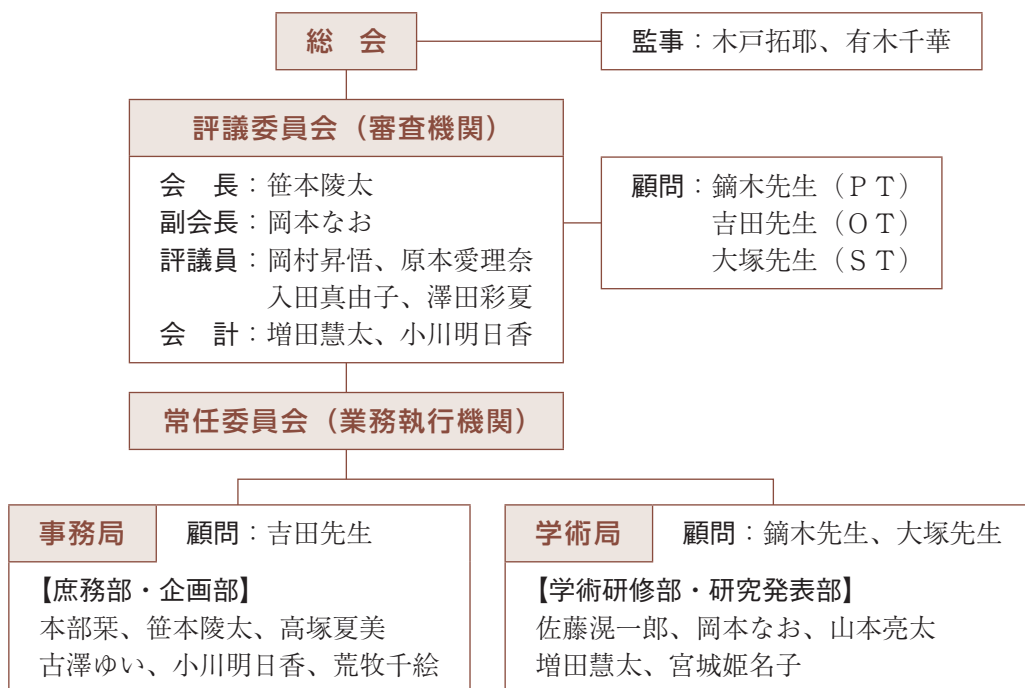 総　会
監事：木戸拓耶、有木千華
評議委員会（審査機関）
会　長：笹本陵太
副会長：岡本なお
評議員：岡村昇悟、原本愛理奈
入田真由子、澤田彩夏
会　計：増田慧太、小川明日香
顧問：鏑木先生（ＰＴ）
吉田先生（ＯＴ）
大塚先生（ＳＴ）
常任委員会（業務執行機関）
事務局　顧問：吉田先生
【庶務部・企画部】
本部栞、笹本陵太、高塚夏美
古澤ゆい、小川明日香、荒牧千絵
学術局　顧問：鏑木先生、大塚先生
【学術研修部・研究発表部】
佐藤滉一郎、岡本なお、山本亮太
増田慧太、宮城姫名子